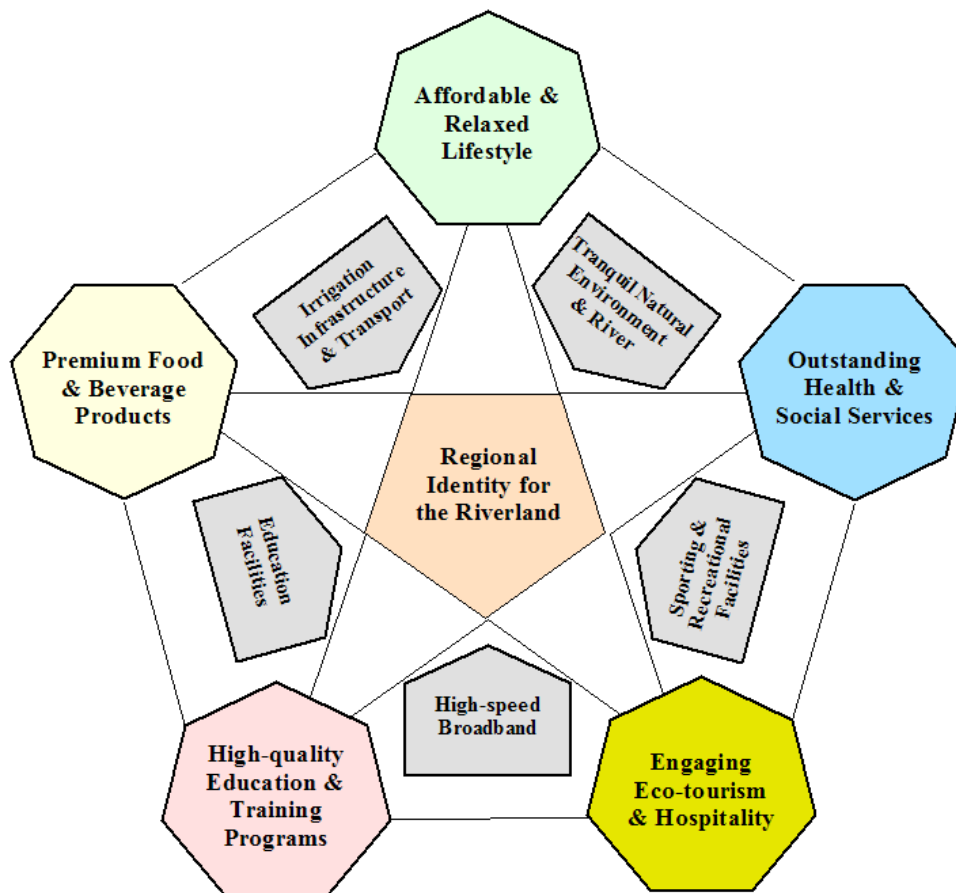 Affordable &
Relaxed
Lifestyle
Irrigation
Infrastructure
& Transport
Tranquil Natural
Environment
& River
Premium Food
& Beverage
Products
Outstanding
Health &
Social Services
Regional
Identity for
the Riverland
Education
Facilities
Sporting &
Recreational
Facilities
High-speed
Broadband
High-quality
Education &
Training
Programs
Engaging
Eco-tourism
& Hospitality